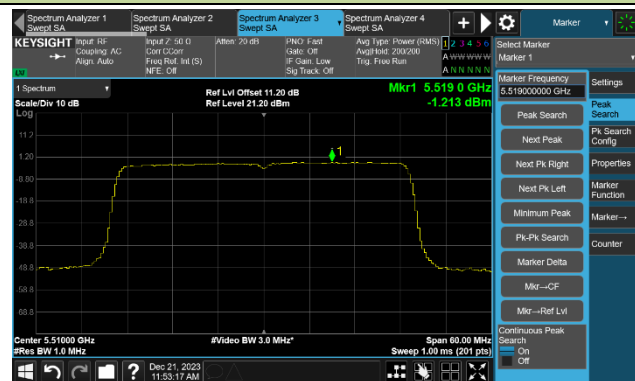 Spectrum Analyzer 1
Swept SA
Spectrum Analyzer 2
Swept SA
Spectrum Analyzer 3
Swept SA
Spectrum Analyzer 4
Swept SA
Marker
KEYSIGHT
Input: RF
Coupling: AC
Align: Auto
Input Z: 50 Ω
Corr CCorr
Freq Ref: Int (S)
NFE: Off
Atten: 20 dB
PNO: Fast
Gate: Off
IF Gain: Low
Sig Track: Off
Avg Type: Power (RMS)
Avg|Hold: 200/200
Trig: Free Run
1 2 3 4 5 6
A W W W W W
A N N N N N
Select Marker
Marker 1
1 Spectrum
Scale/Div 10 dB
Log
Ref Lvl Offset 11.20 dB
Ref Level 21.20 dBm
Mkr1 5.519 0 GHz
-1.213 dBm
11.2
1.20
-8.80
-18.8
-28.8
-38.8
-48.8
-58.8
68.8
1
Center 5.51000 GHz
#Res BW 1.0 MHz
#Video BW 3.0 MHz*
Span 60.00 MHz
Sweep 1.00 ms (201 pts)
Marker Frequency
5.519000000 GHz
Peak Search
Next Peak
Next Pk Right
Next Pk Left
Minimum Peak
Pk-Pk Search
Marker Delta
Mkr→CF
Mkr→Ref Lvl
Continuous Peak
Search
On
Off
Settings
Peak
Search
Pk Search
Config
Properties
Marker
Function
Marker→
Counter
Dec 21, 2023
11:53:17 AM